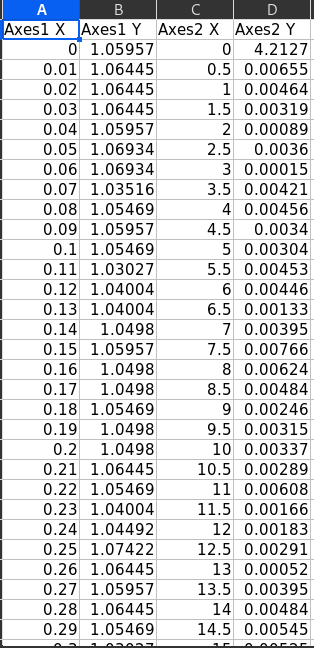 A B C D
Axes1 X Axes1 Y Axes2 X Axes2 Y
0 1.05957 0 4.2127
0.01 1.06445 0.5 0.00655
0.02 1.06445 1 0.00464
0.03 1.06445 1.5 0.00319
0.04 1.05957 2 0.00089
0.05 1.06934 2.5 0.0036
0.06 1.06934 3 0.00015
0.07 1.03516 3.5 0.00421
0.08 1.05469 4 0.00456
0.09 1.05957 4.5 0.0034
0.1 1.05469 5 0.00304
0.11 1.03027 5.5 0.00453
0.12 1.04004 6 0.00446
0.13 1.04004 6.5 0.00133
0.14 1.0498 7 0.00395
0.15 1.05957 7.5 0.00766
0.16 1.0498 8 0.00624
0.17 1.0498 8.5 0.00484
0.18 1.05469 9 0.00246
0.19 1.0498 9.5 0.00315
0.2 1.0498 10 0.00337
0.21 1.06445 10.5 0.00289
0.22 1.05469 11 0.00608
0.23 1.04004 11.5 0.00166
0.24 1.04492 12 0.00183
0.25 1.07422 12.5 0.00291
0.26 1.06445 13 0.00052
0.27 1.05957 13.5 0.00395
0.28 1.06445 14 0.00484
0.29 1.05469 14.5 0.00545